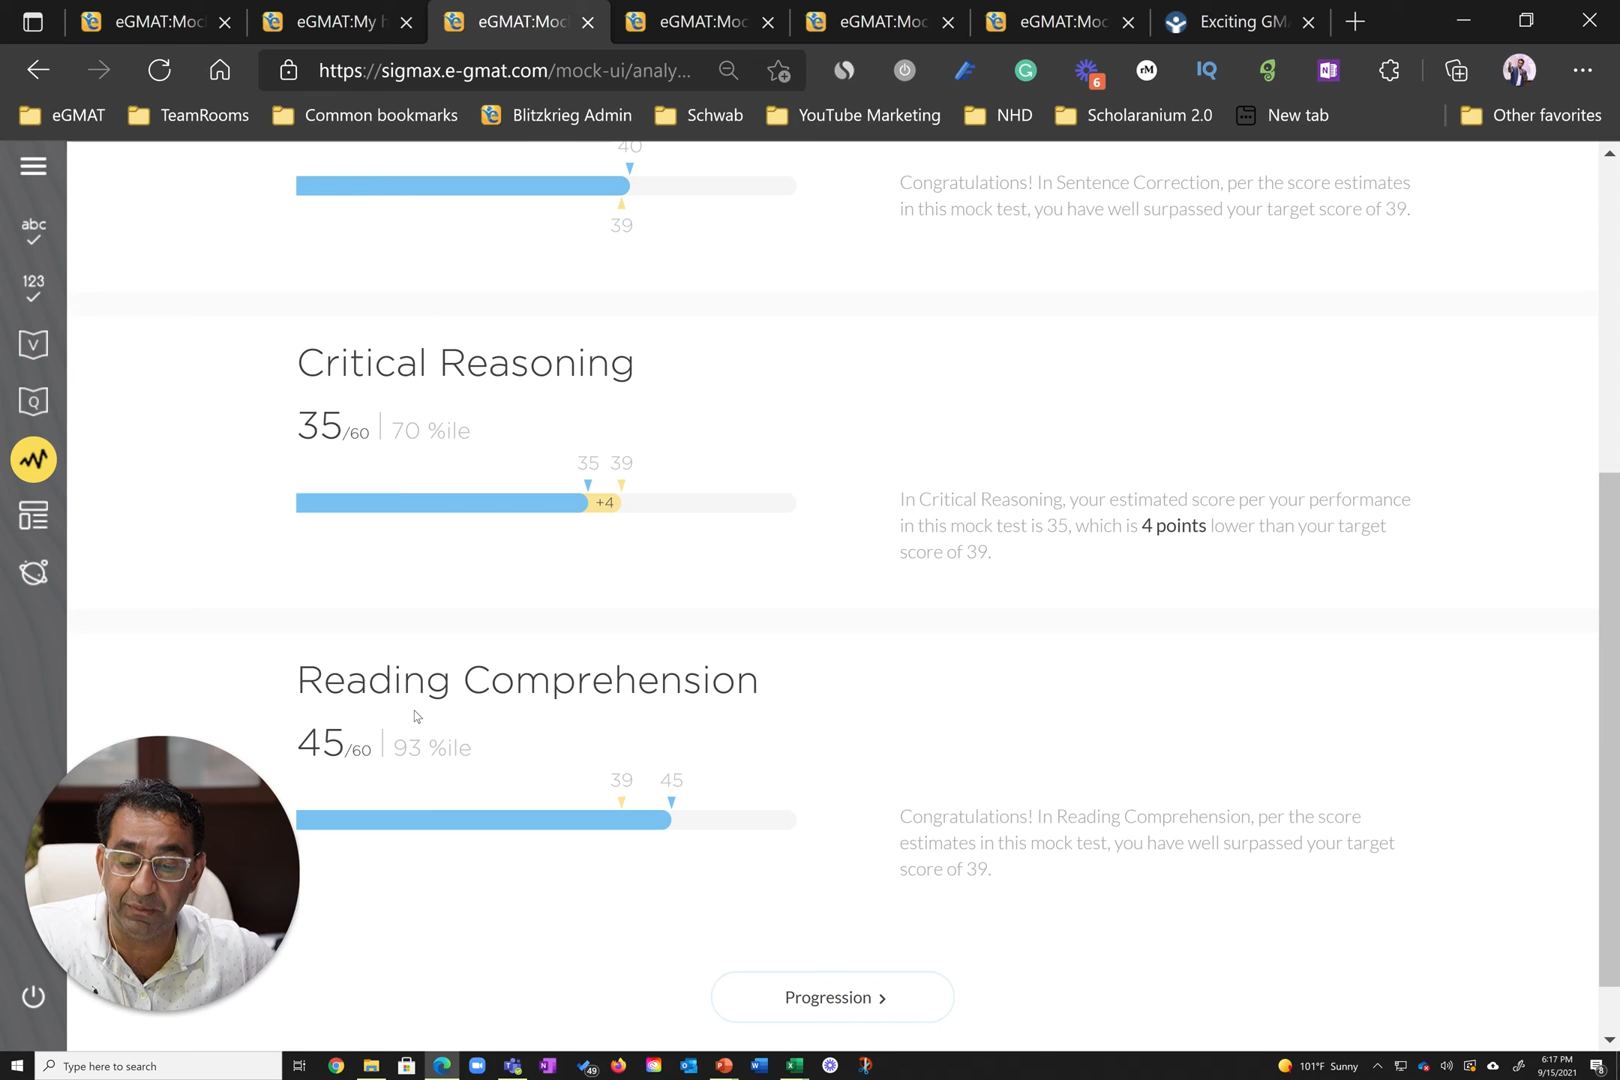 eGMAT:Moc
eGMAT:My h
eGMAT:Moc
eGMAT:Moc
eGMAT:Moc
eGMAT:Moc
Exciting GM
https://sigmax.e-gmat.com/mock-ui/analy...
6
rM
IQ
N
eGMAT
TeamRooms
Common bookmarks
Blitzkrieg Admin
Schwab
YouTube Marketing
NHD
Scholaranium 2.0
New tab
Other favorites
abc
123
V
Q
40
39
Congratulations! In Sentence Correction, per the score estimates
in this mock test, you have well surpassed your target score of 39.
Critical Reasoning
35/60 | 70 %ile
35 39
+4
In Critical Reasoning, your estimated score per your performance
in this mock test is 35, which is 4 points lower than your target
score of 39.
Reading Comprehension
45/60 | 93 %ile
39 45
Congratulations! In Reading Comprehension, per the score
estimates in this mock test, you have well surpassed your target
score of 39.
Progression >
Type here to search
49
101°F Sunny
6:17 PM
9/15/2021
8